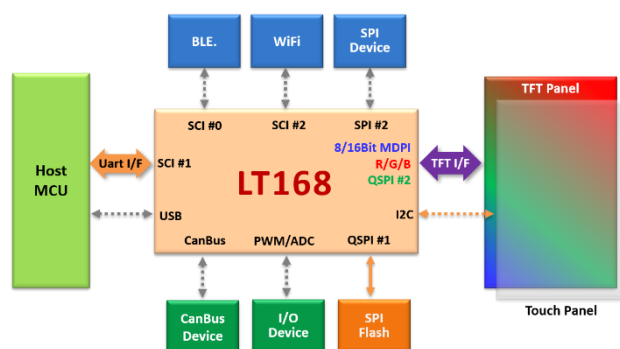 BLE.
WiFi
SPI
Device
TFT Panel
SCI #0
SCI #2
SPI #2
8/16Bit MDPI
R/G/B
QSPI #2
Host
MCU
Uart I/F
SCI #1
LT168
TFT I/F
USB
I2C
CanBus
PWM/ADC
QSPI #1
CanBus
Device
I/O
Device
SPI
Flash
Touch Panel